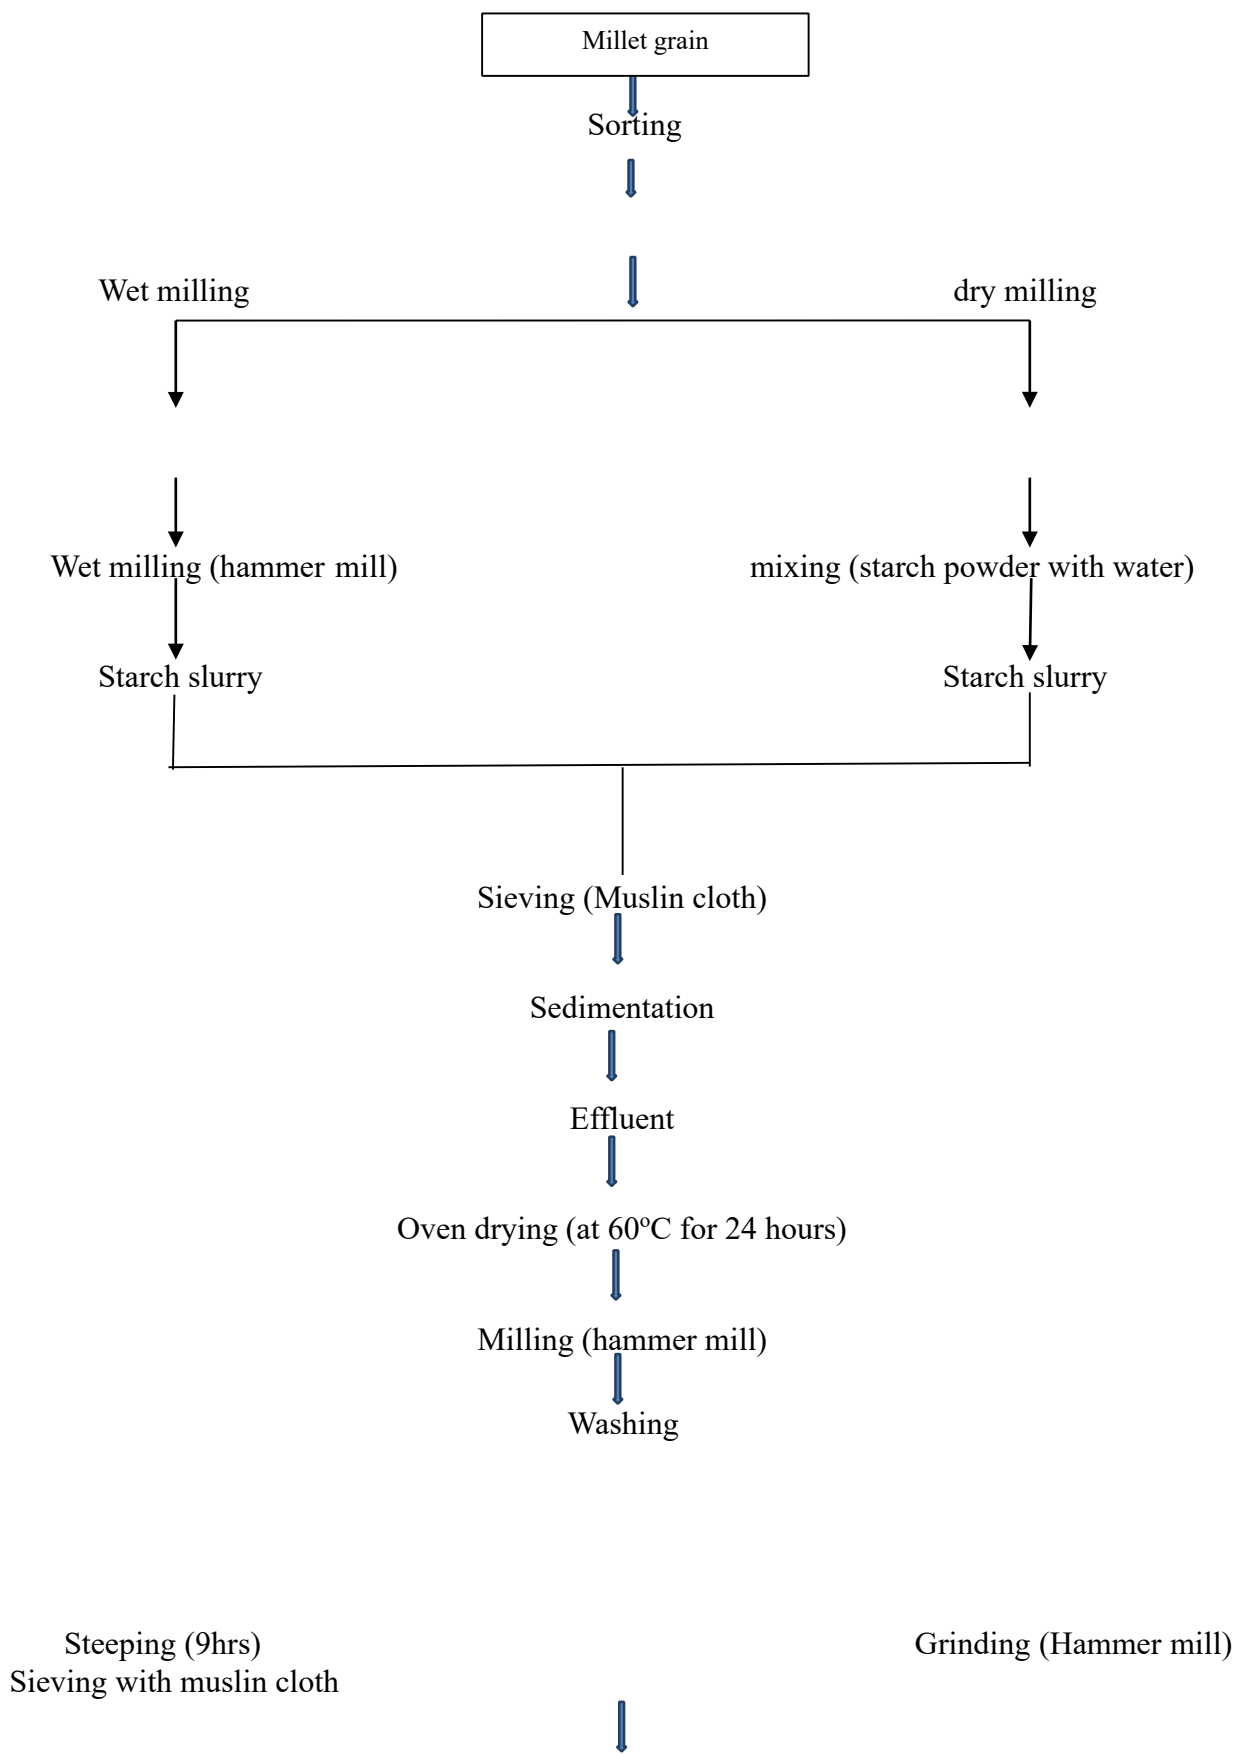 Millet grain
Sorting
Wet milling
dry milling
Wet milling (hammer mill)
mixing (starch powder with water)
Starch slurry
Starch slurry
Sieving (Muslin cloth)
Sedimentation
Effluent
Oven drying (at 60ºC for 24 hours)
Milling (hammer mill)
Washing
Steeping (9hrs)
Grinding (Hammer mill)
Sieving with muslin cloth